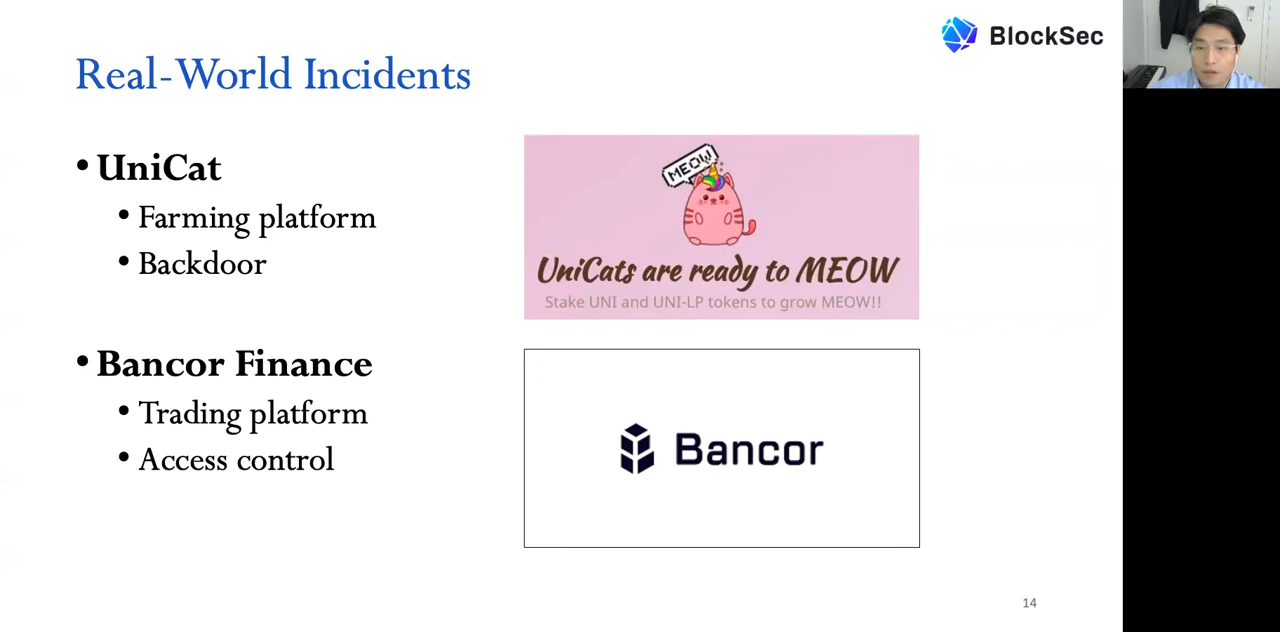 BlockSec
Real-World Incidents
• UniCat
• Farming platform
• Backdoor
MEOW
UniCats are ready to MEOW
Stake UNI and UNI-LP tokens to grow MEOW!!
• Bancor Finance
• Trading platform
• Access control
Bancor
14